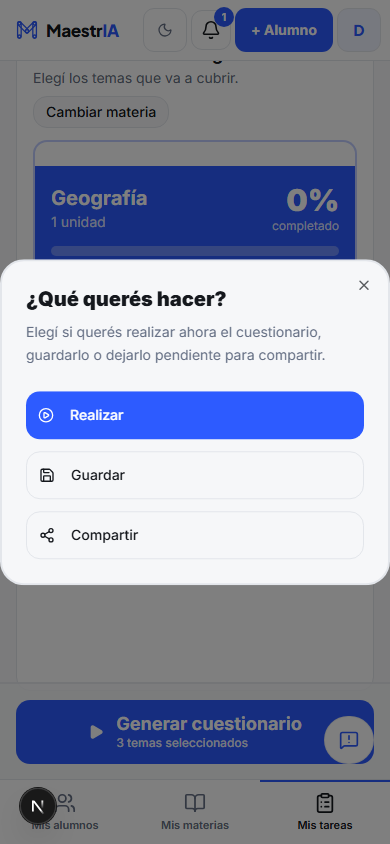 MaestrIA
1
+ Alumno
D
Elegí los temas que va a cubrir.
Cambiar materia
Geografía
0%
1 unidad
completado
¿Qué querés hacer?
Elegí si querés realizar ahora el cuestionario,
guardarlo o dejarlo pendiente para compartir.
Realizar
Guardar
Compartir
Generar cuestionario
3 temas seleccionados
N
Mis alumnos
Mis materias
Mis tareas